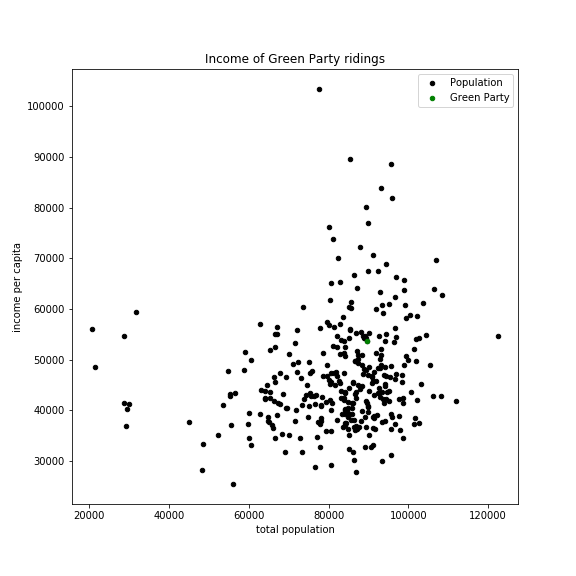 Income of Green Party ridings
Population
Green Party
100000
90000
80000
70000
60000
50000
40000
30000
income per capita
20000 40000 60000 80000 100000 120000
total population